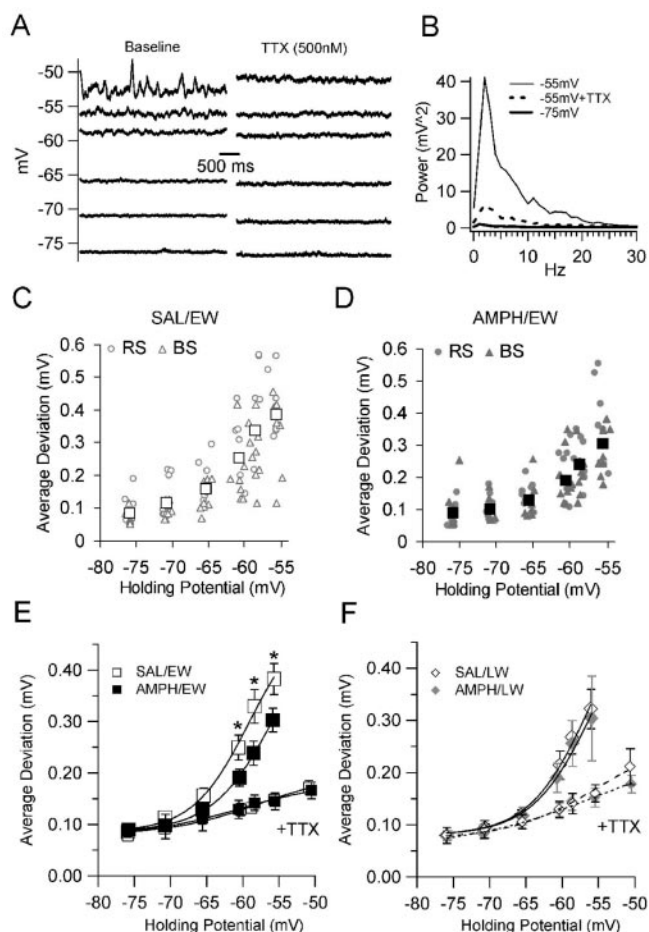 A
Baseline
TTX (500nM)
-50
-55
-60
-65
-70
-75
mV
500 ms
B
-55mV
-55mV+TTX
-75mV
40
20
0
Power (mV^2)
0 10 20 30
Hz
C
SAL/EW
RS BS
0.6
0.5
0.4
0.3
0.2
0.1
0
Average Deviation (mV)
-80 -75 -70 -65 -60 -55
Holding Potential (mV)
D
AMPH/EW
RS BS
0.6
0.5
0.4
0.3
0.2
0.1
0
Average Deviation (mV)
-80 -75 -70 -65 -60 -55
Holding Potential (mV)
E
SAL/EW
AMPH/EW
* * *
0.40
0.30
0.20
0.10
0.00
Average Deviation (mV)
+TTX
-80 -75 -70 -65 -60 -55 -50
Holding Potential (mV)
F
SAL/LW
AMPH/LW
0.40
0.30
0.20
0.10
0.00
Average Deviation (mV)
+TTX
-80 -75 -70 -65 -60 -55 -50
Holding Potential (mV)